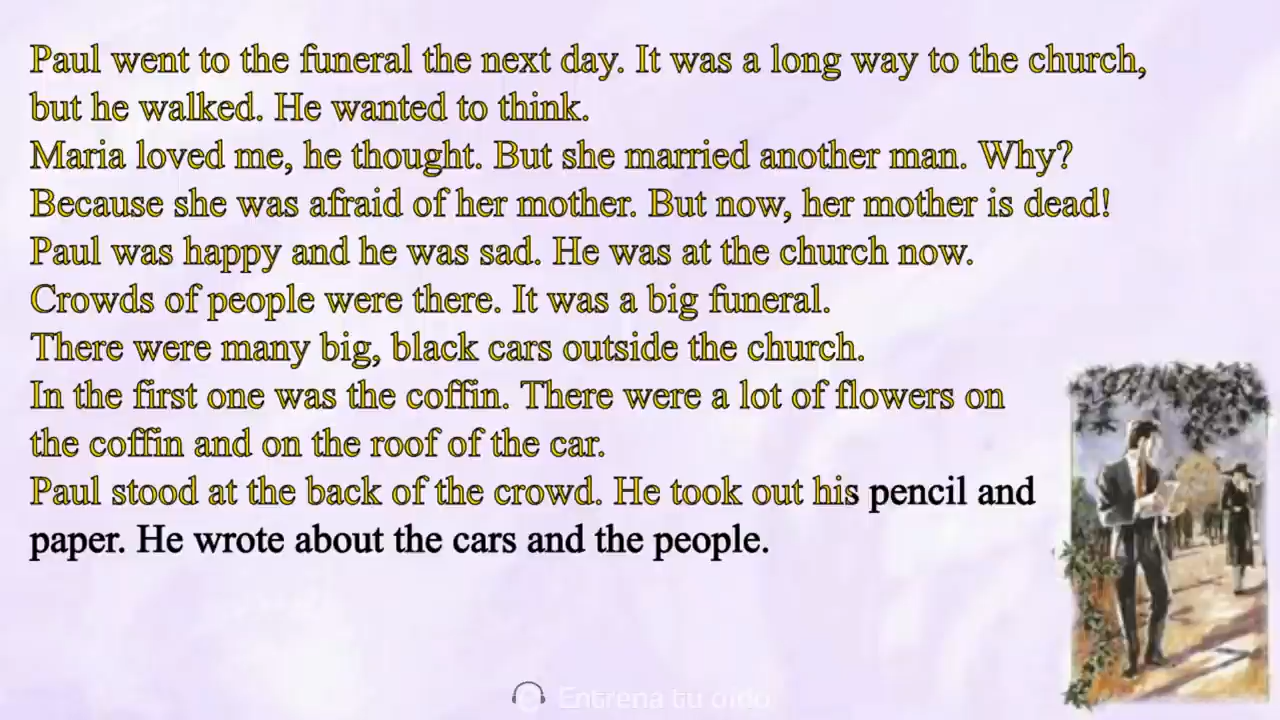 Paul went to the funeral the next day. It was a long way to the church,
but he walked. He wanted to think.
Maria loved me, he thought. But she married another man. Why?
Because she was afraid of her mother. But now, her mother is dead!
Paul was happy and he was sad. He was at the church now.
Crowds of people were there. It was a big funeral.
There were many big, black cars outside the church.
In the first one was the coffin. There were a lot of flowers on
the coffin and on the roof of the car.
Paul stood at the back of the crowd. He took out his pencil and
paper. He wrote about the cars and the people.
Entrena tu oído